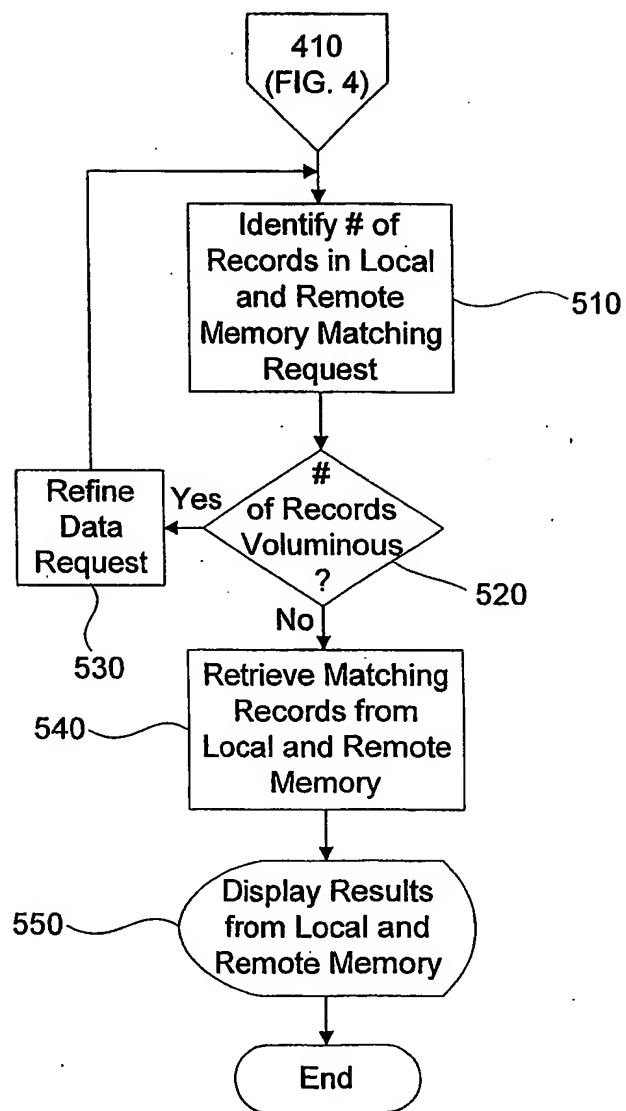 410
(FIG. 4)
Identify # of
Records in Local
and Remote
Memory Matching
Request
510
#
of Records
Voluminous
?
520
Yes
Refine
Data
Request
530
No
Retrieve Matching
Records from
Local and Remote
Memory
540
Display Results
from Local and
Remote Memory
550
End